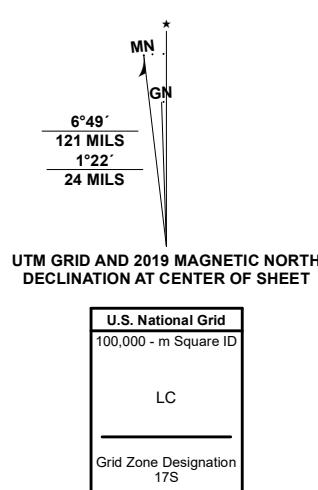 MN
GN
6°49´
121 MILS
1°22´
24 MILS
UTM GRID AND 2019 MAGNETIC NORTH
DECLINATION AT CENTER OF SHEET
U.S. National Grid
100,000 - m Square ID
LC
Grid Zone Designation
17S